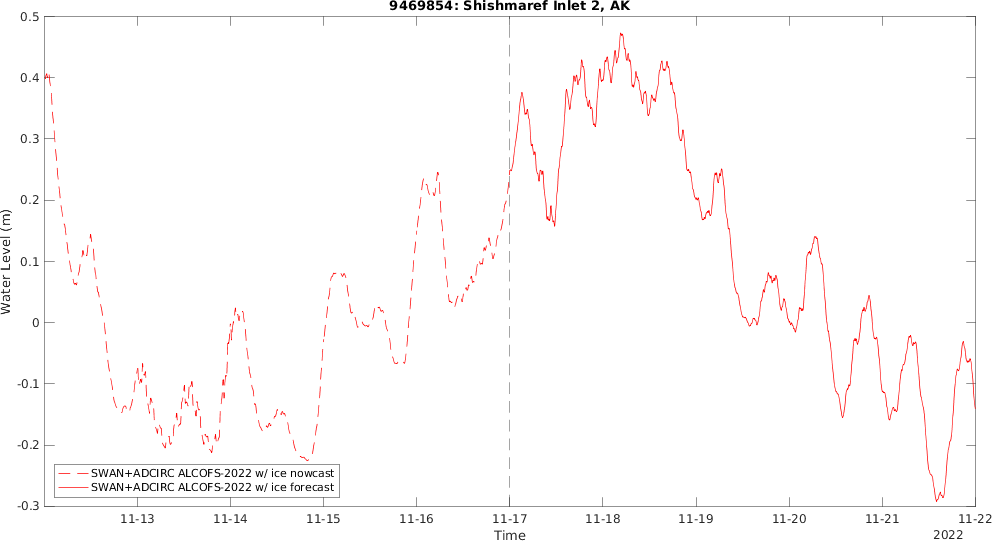 9469854: Shishmaref Inlet 2, AK
0.5
0.4
0.3
0.2
0.1
0
-0.1
-0.2
-0.3
Water Level (m)
SWAN+ADCIRC ALCOFS-2022 w/ ice nowcast
SWAN+ADCIRC ALCOFS-2022 w/ ice forecast
11-13 11-14 11-15 11-16 11-17 11-18 11-19 11-20 11-21 11-22
Time
2022